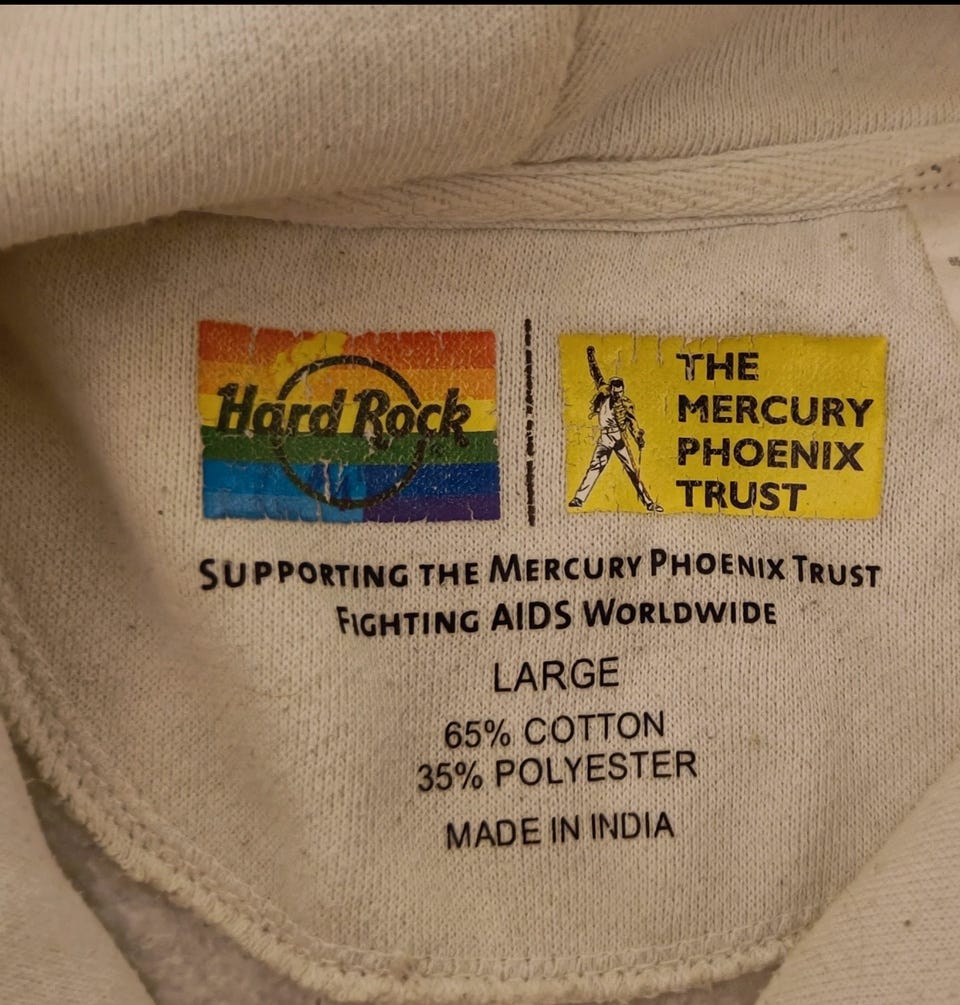 Hard Rock
THE
MERCURY
PHOENIX
TRUST
SUPPORTING THE MERCURY PHOENIX TRUST
FIGHTING AIDS WORLDWIDE
LARGE
65% COTTON
35% POLYESTER
MADE IN INDIA